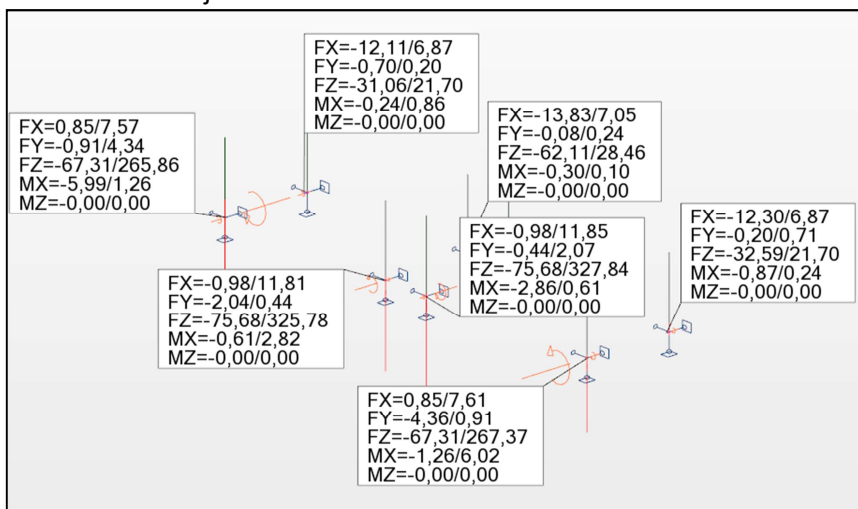 FX=-12,11/6,87
FY=-0,70/0,20
FZ=-31,06/21,70
MX=-0,24/0,86
MZ=-0,00/0,00
FX=0,85/7,57
FY=-0,91/4,34
FZ=-67,31/265,86
MX=-5,99/1,26
MZ=-0,00/0,00
FX=-13,83/7,05
FY=-0,08/0,24
FZ=-62,11/28,46
MX=-0,30/0,10
MZ=-0,00/0,00
FX=-12,30/6,87
FY=-0,20/0,71
FZ=-32,59/21,70
MX=-0,87/0,24
MZ=-0,00/0,00
FX=-0,98/11,85
FY=-0,44/2,07
FZ=-75,68/327,84
MX=-2,86/0,61
MZ=-0,00/0,00
FX=-0,98/11,81
FY=-2,04/0,44
FZ=-75,68/325,78
MX=-0,61/2,82
MZ=-0,00/0,00
FX=0,85/7,61
FY=-4,36/0,91
FZ=-67,31/267,37
MX=-1,26/6,02
MZ=-0,00/0,00